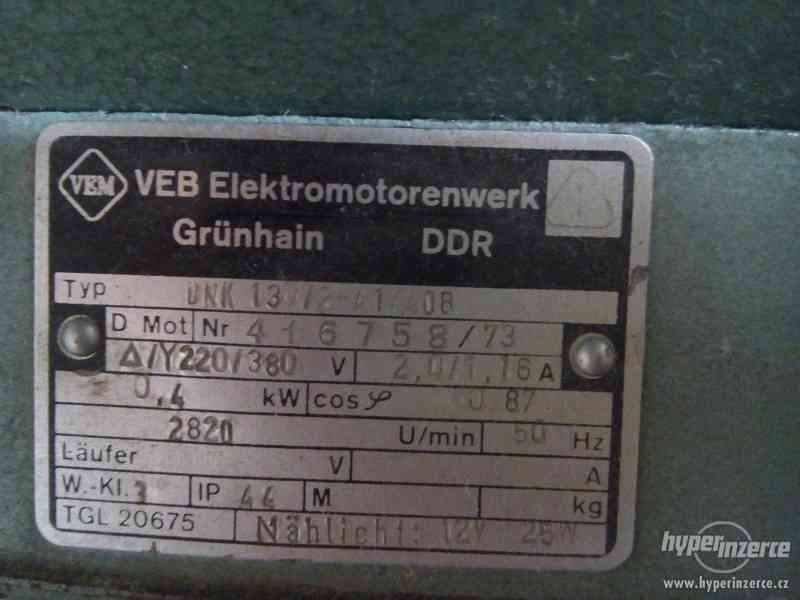 VEM VEB Elektromotorenwerk
Grünhain DDR
Typ
D Mot Nr 416758/73
Δ/Y220/380 V 2,0/1,16 A
0,4 kW cosφ 0,87
2820 U/min 50 Hz
Läufer V A
W.-Kl. 3 IP 44 M kg
TGL 20675 Nählicht: 12V 25W
hyperinzerce
www.hyperinzerce.cz